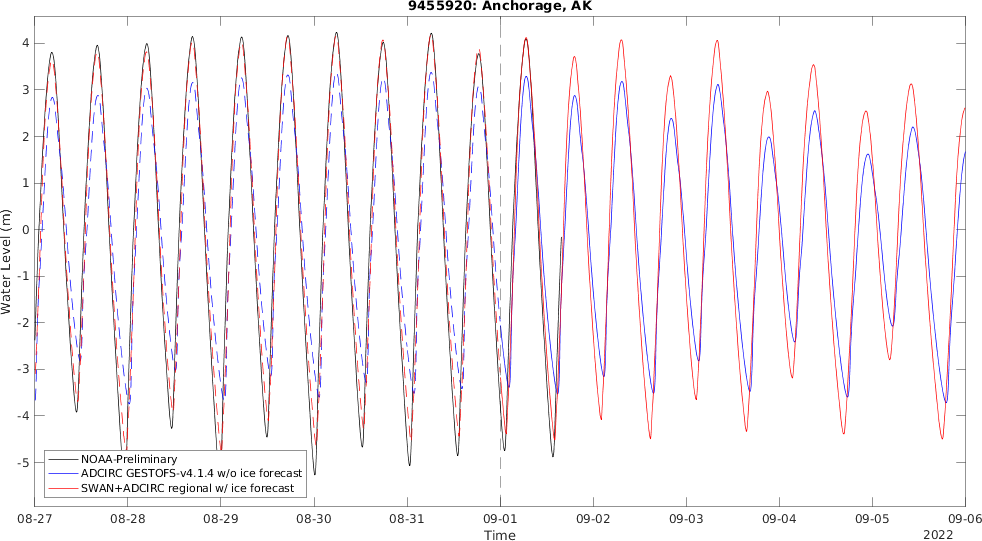 9455920: Anchorage, AK
Water Level (m)
4
3
2
1
0
-1
-2
-3
-4
-5
NOAA-Preliminary
ADCIRC GESTOFS-v4.1.4 w/o ice forecast
SWAN+ADCIRC regional w/ ice forecast
08-27 08-28 08-29 08-30 08-31 09-01 09-02 09-03 09-04 09-05 09-06
Time
2022